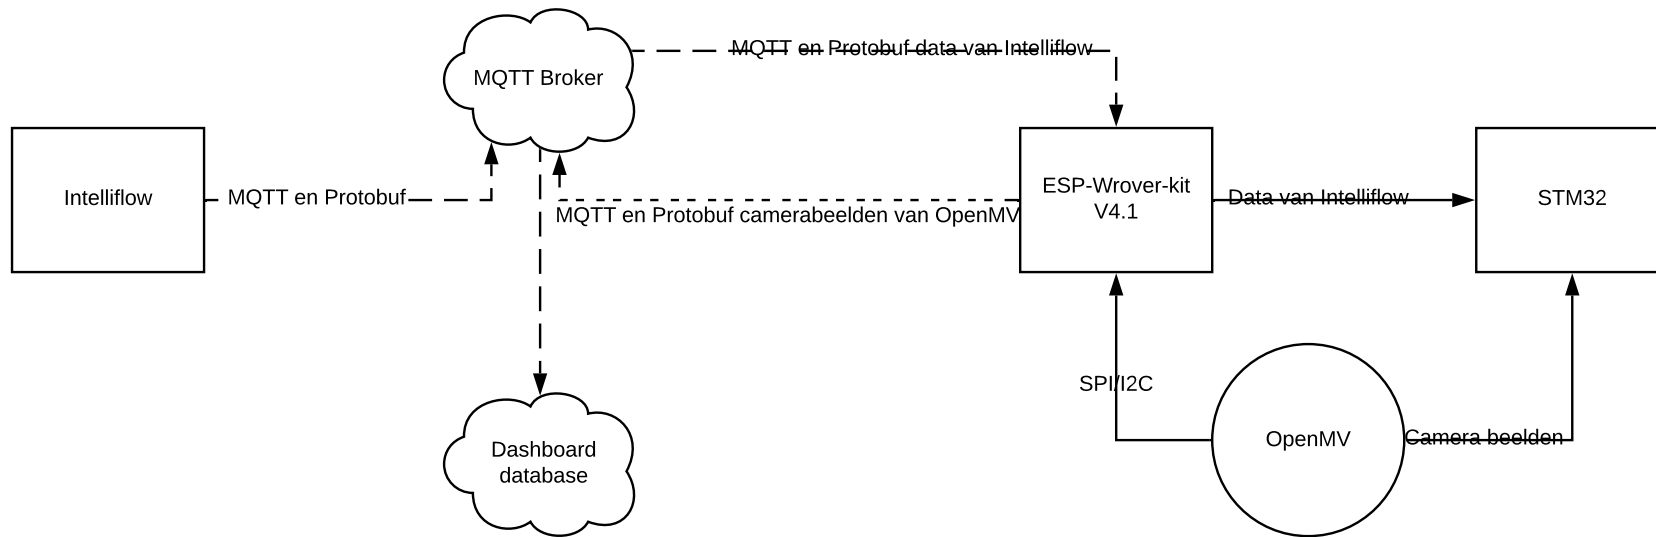 MQTT en Protobuf data van Intelliflow
MQTT Broker
Intelliflow
MQTT en Protobuf
MQTT en Protobuf camerabeelden van OpenMV
ESP-Wrover-kit
V4.1
Data van Intelliflow
STM32
SPI/I2C
OpenMV
Camera beelden
Dashboard
database